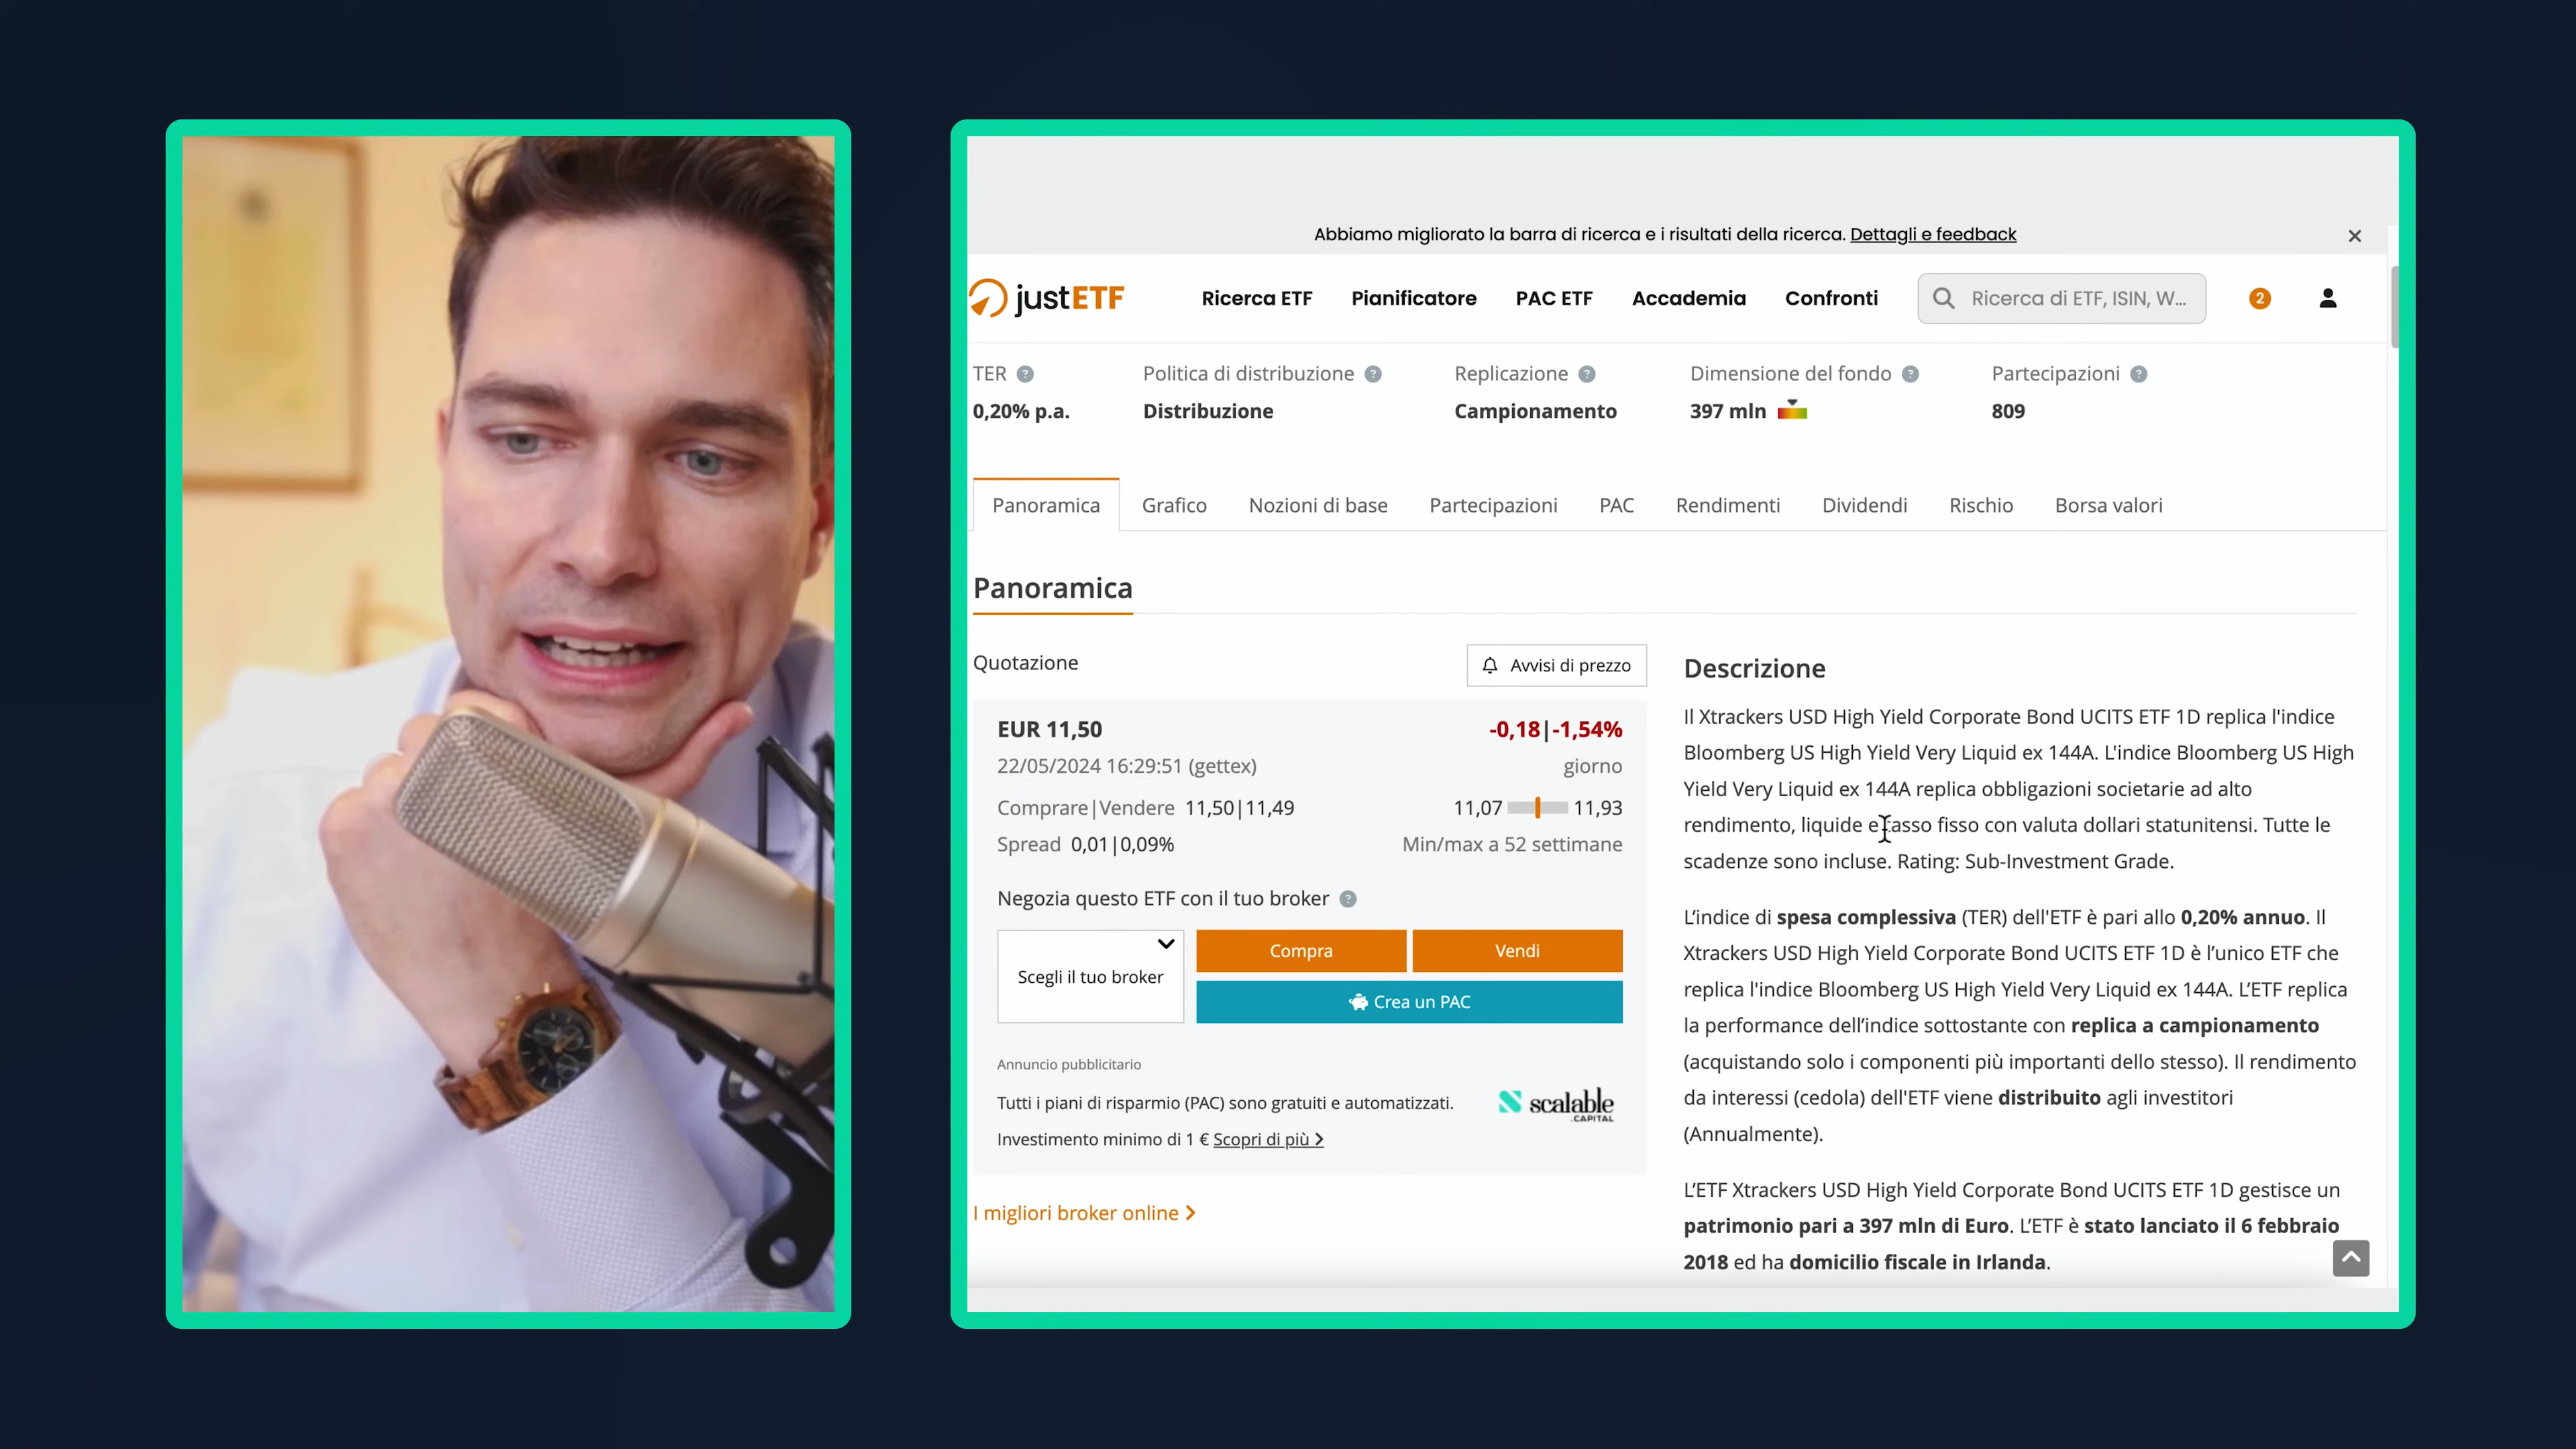 Abbiamo migliorato la barra di ricerca e i risultati della ricerca. Dettagli e feedback
justETF
Ricerca ETF
Pianificatore
PAC ETF
Accademia
Confronti
Ricerca di ETF, ISIN, W...
2
TER
Politica di distribuzione
Replicazione
Dimensione del fondo
Partecipazioni
0,20% p.a.
Distribuzione
Campionamento
397 mln
809
Panoramica
Grafico
Nozioni di base
Partecipazioni
PAC
Rendimenti
Dividendi
Rischio
Borsa valori
Panoramica
Quotazione
Avvisi di prezzo
EUR 11,50
-0,18|-1,54%
22/05/2024 16:29:51 (gettex)
giorno
Comprare|Vendere 11,50|11,49
11,07
11,93
Spread 0,01|0,09%
Min/max a 52 settimane
Negozia questo ETF con il tuo broker
Scegli il tuo broker
Compra
Vendi
Crea un PAC
Annuncio pubblicitario
Tutti i piani di risparmio (PAC) sono gratuiti e automatizzati.
Investimento minimo di 1 € Scopri di più
scalable
.CAPITAL
I migliori broker online
Descrizione
Il Xtrackers USD High Yield Corporate Bond UCITS ETF 1D replica l'indice
Bloomberg US High Yield Very Liquid ex 144A. L'indice Bloomberg US High
Yield Very Liquid ex 144A replica obbligazioni societarie ad alto
rendimento, liquide e tasso fisso con valuta dollari statunitensi. Tutte le
scadenze sono incluse. Rating: Sub-Investment Grade.
L’indice di spesa complessiva (TER) dell'ETF è pari allo 0,20% annuo. Il
Xtrackers USD High Yield Corporate Bond UCITS ETF 1D è l’unico ETF che
replica l'indice Bloomberg US High Yield Very Liquid ex 144A. L’ETF replica
la performance dell’indice sottostante con replica a campionamento
(acquistando solo i componenti più importanti dello stesso). Il rendimento
da interessi (cedola) dell'ETF viene distribuito agli investitori
(Annualmente).
L’ETF Xtrackers USD High Yield Corporate Bond UCITS ETF 1D gestisce un
patrimonio pari a 397 mln di Euro. L’ETF è stato lanciato il 6 febbraio
2018 ed ha domicilio fiscale in Irlanda.